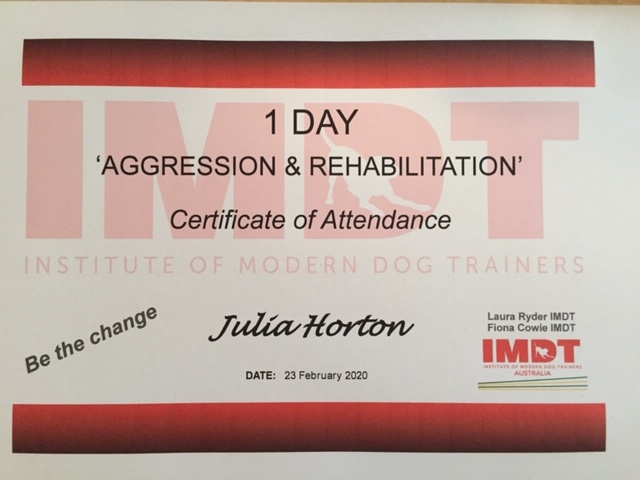 1 DAY
'AGGRESSION & REHABILITATION'
Certificate of Attendance
IMDT
INSTITUTE OF MODERN DOG TRAINERS
Be the change
Julia Horton
DATE: 23 February 2020
Laura Ryder IMDT
Fiona Cowie IMDT
IMDT
INSTITUTE OF MODERN DOG TRAINERS
AUSTRALIA